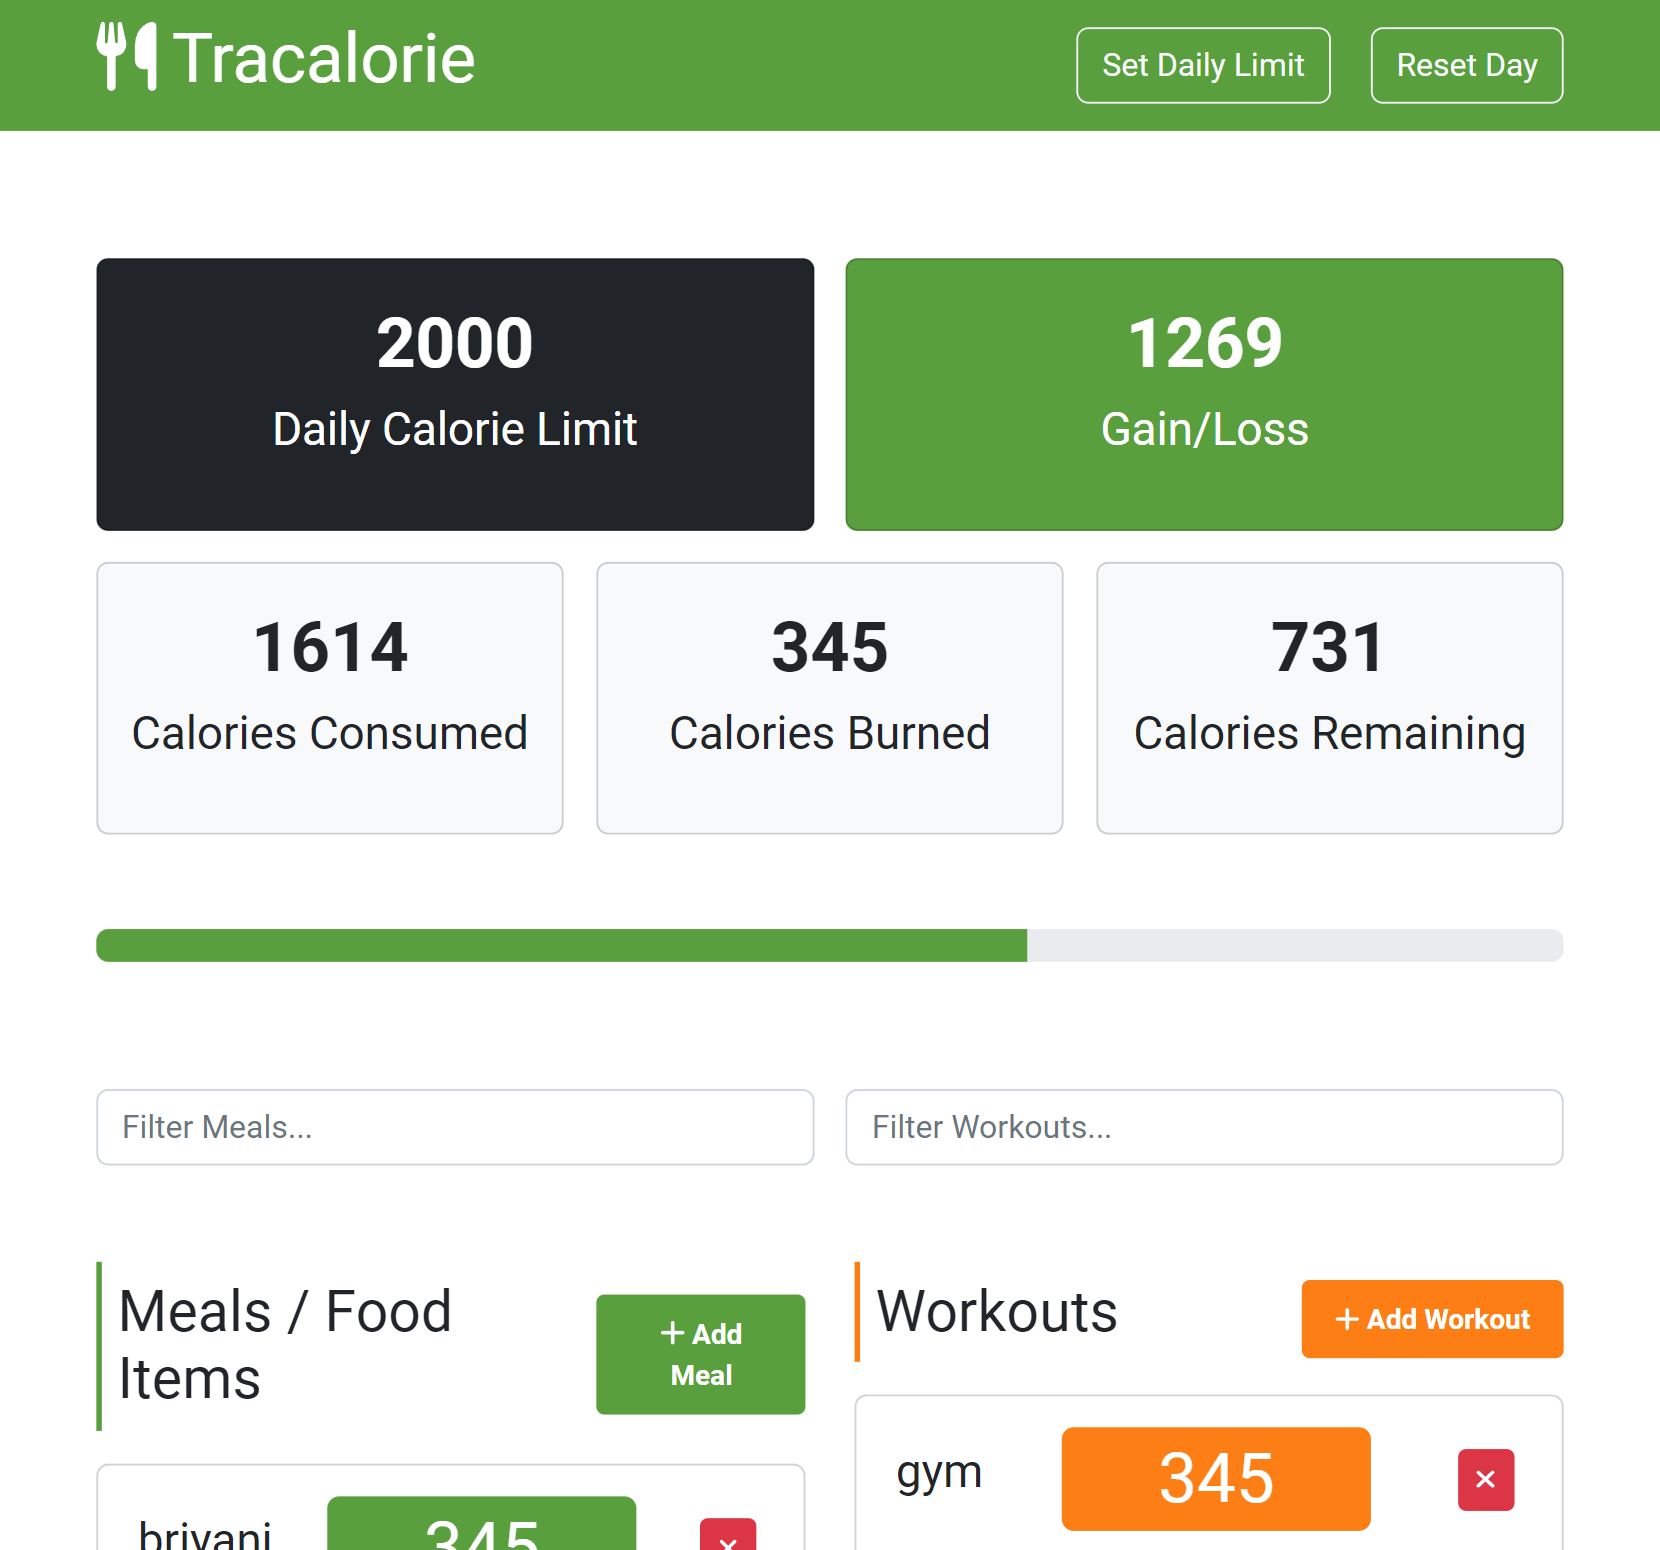 Tracalorie
Set Daily Limit
Reset Day
2000
Daily Calorie Limit
1269
Gain/Loss
1614
Calories Consumed
345
Calories Burned
731
Calories Remaining
Filter Meals...
Filter Workouts...
Meals / Food
Items
+ Add
Meal
briyani
345
Workouts
+ Add Workout
gym
345